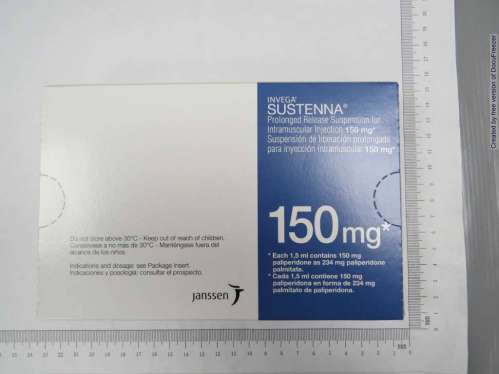 INVEGA®
SUSTENNA®
Prolonged Release Suspension for
Intramuscular Injection 150 mg*
Suspensión de liberación prolongada
para inyección intramuscular 150 mg*
150mg*
* Each 1,5 ml contains 150 mg
paliperidone as 234 mg paliperidone
palmitate.
* Cada 1,5 ml contiene 150 mg
paliperidona en forma de 234 mg
palmitato de paliperidona.
Do not store above 30°C - Keep out of reach of children.
Consérvese a no más de 30°C - Manténgase fuera del
alcance de los niños.
Indications and dosage: see Package Insert.
Indicaciones y posología: consultar el prospecto.
janssen
Created by free version of DocuFreezer